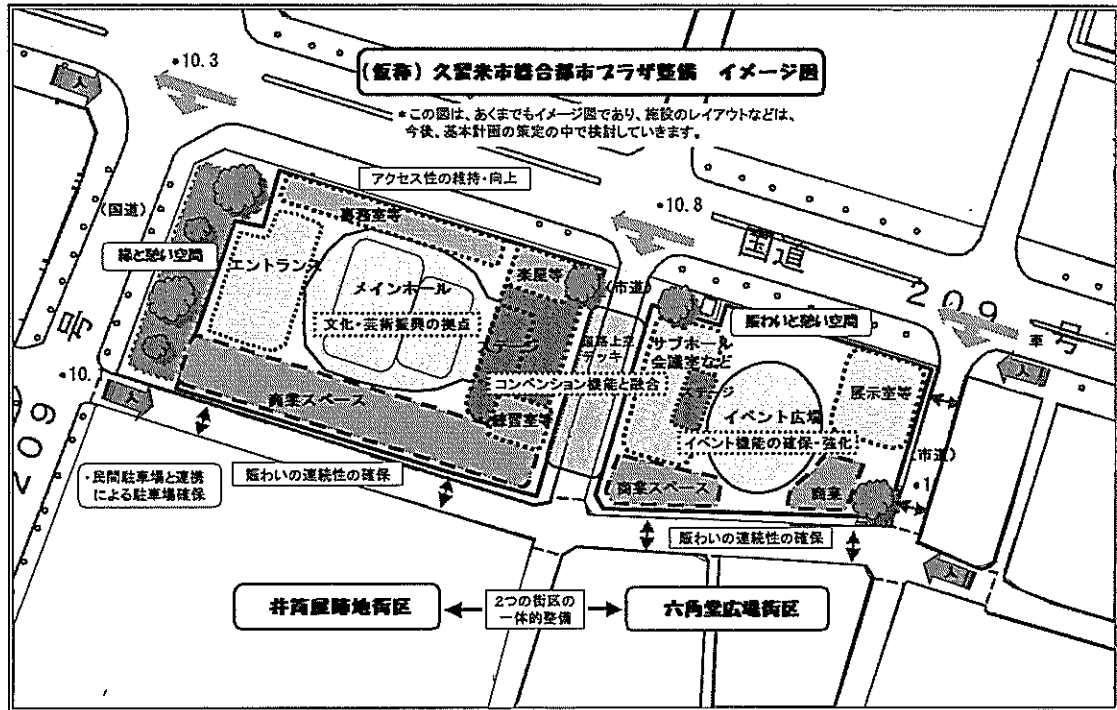 (仮称)久留米市総合都市プラザ整備 イメージ図
*この図は、あくまでもイメージ図であり、施設のレイアウトなどは、
今後、基本計画の策定の中で検討していきます。
•10.3
人
アクセス性の維持・向上
(国道)
緑と憩い空間
エントランス
メインホール
文化・芸術振興の拠点
楽屋等
(市道)
•10.8
国道
209号
車
人
賑わいと憩い空間
サブホール
会議室など
ステージ
展示室等
デッキ
コンベンション機能と融合
イベント広場
イベント機能の確保・強化
練習室等
商業スペース
商業スペース
商業
(市道)
•1
号
•10.
209
人
人
・民間駐車場と連携
による駐車場確保
賑わいの連続性の確保
賑わいの連続性の確保
井筒屋跡地街区
2つの街区の
一体的整備
六角堂広場街区